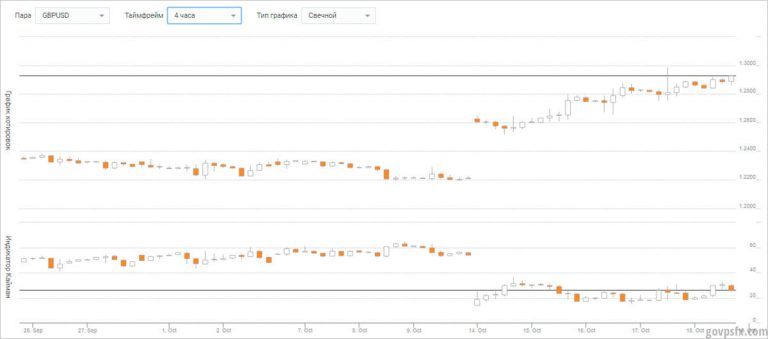 Пара GBPUSD Таймфрейм 4 часа Тип графика Свечной
График котировок
1.3000
1.2800
1.2600
1.2400
1.2200
1.2000
Индикатор Кайман
60
40
20
0
26. Sep 27. Sep 1. Oct 2. Oct 7. Oct 8. Oct 9. Oct 14. Oct 15. Oct 16. Oct 17. Oct 18. Oct
govpsfx.com